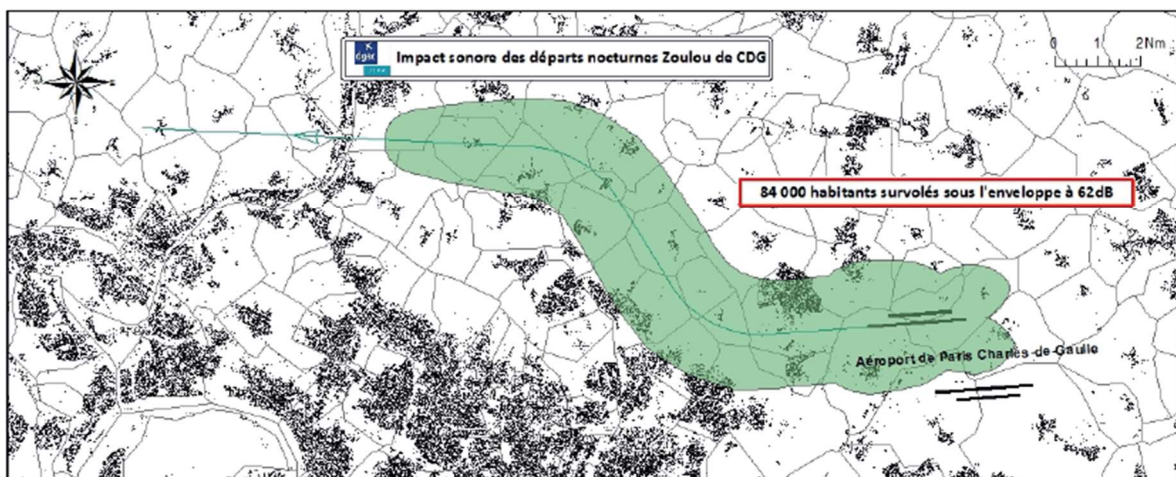 dgac
Impact sonore des départs nocturnes Zoulou de CDG
0 1 2Nm
84 000 habitants survolés sous l'enveloppe à 62dB
Aéroport de Paris Charles de Gaulle